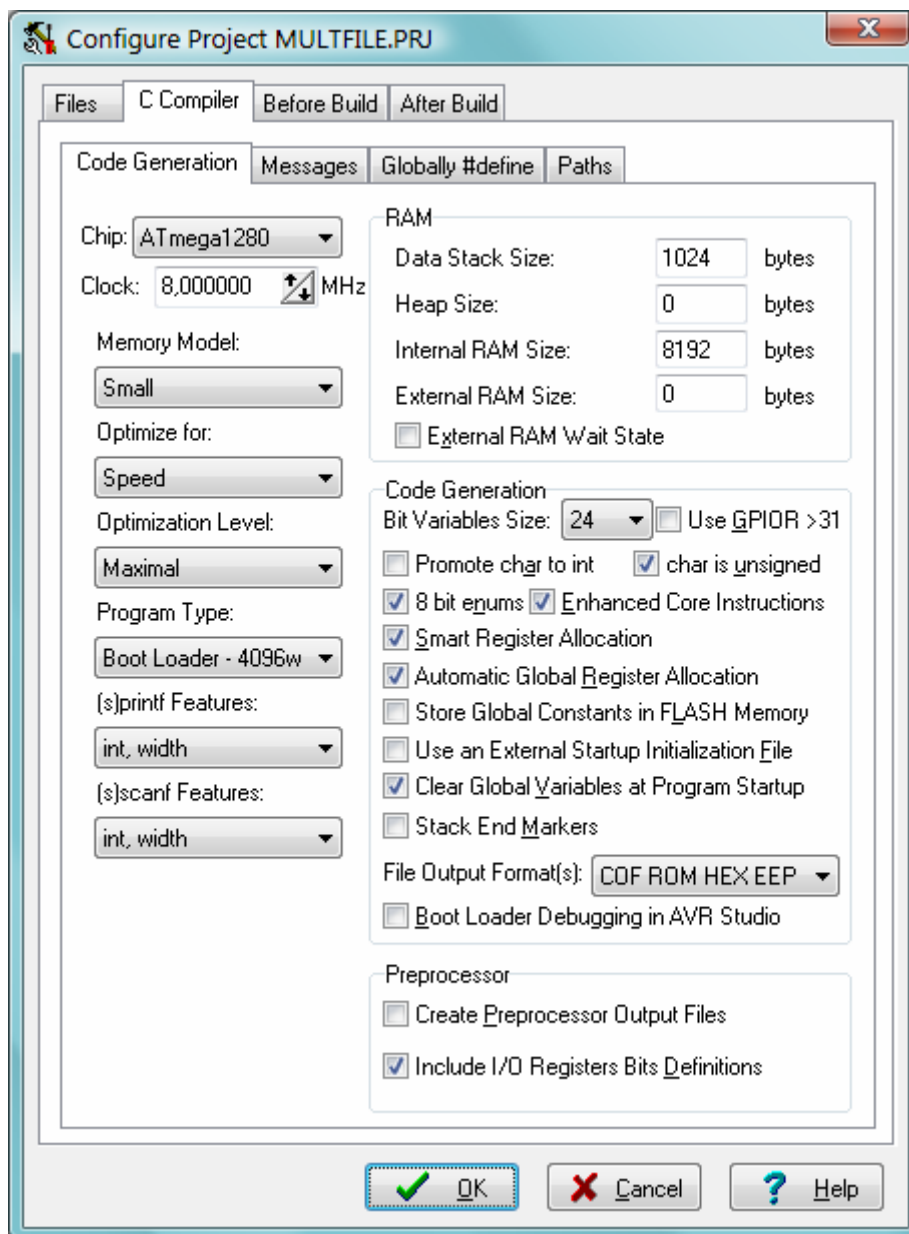 Configure Project MULTFILE.PRJ
Files
C Compiler
Before Build
After Build
Code Generation
Messages
Globally #define
Paths
Chip: ATmega1280
Clock: 8,000000 MHz
Memory Model:
Small
Optimize for:
Speed
Optimization Level:
Maximal
Program Type:
Boot Loader - 4096w
(s)printf Features:
int, width
(s)scanf Features:
int, width
RAM
Data Stack Size: 1024 bytes
Heap Size: 0 bytes
Internal RAM Size: 8192 bytes
External RAM Size: 0 bytes
External RAM Wait State
Code Generation
Bit Variables Size: 24 Use GPIOR >31
Promote char to int char is unsigned
8 bit enums Enhanced Core Instructions
Smart Register Allocation
Automatic Global Register Allocation
Store Global Constants in FLASH Memory
Use an External Startup Initialization File
Clear Global Variables at Program Startup
Stack End Markers
File Output Format(s): COF ROM HEX EEP
Boot Loader Debugging in AVR Studio
Preprocessor
Create Preprocessor Output Files
Include I/O Registers Bits Definitions
OK
Cancel
Help